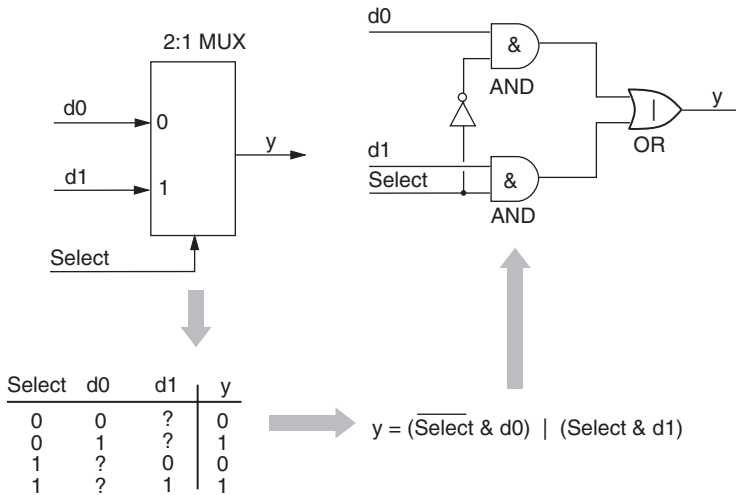 2:1 MUX
d0
0
d1
1
y
Select
d0
&
AND
d1
Select
&
AND
|
OR
y
Select d0 d1 y
0 0 ? 0
0 1 ? 1
1 ? 0 0
1 ? 1 1
y = (Select & d0) | (Select & d1)